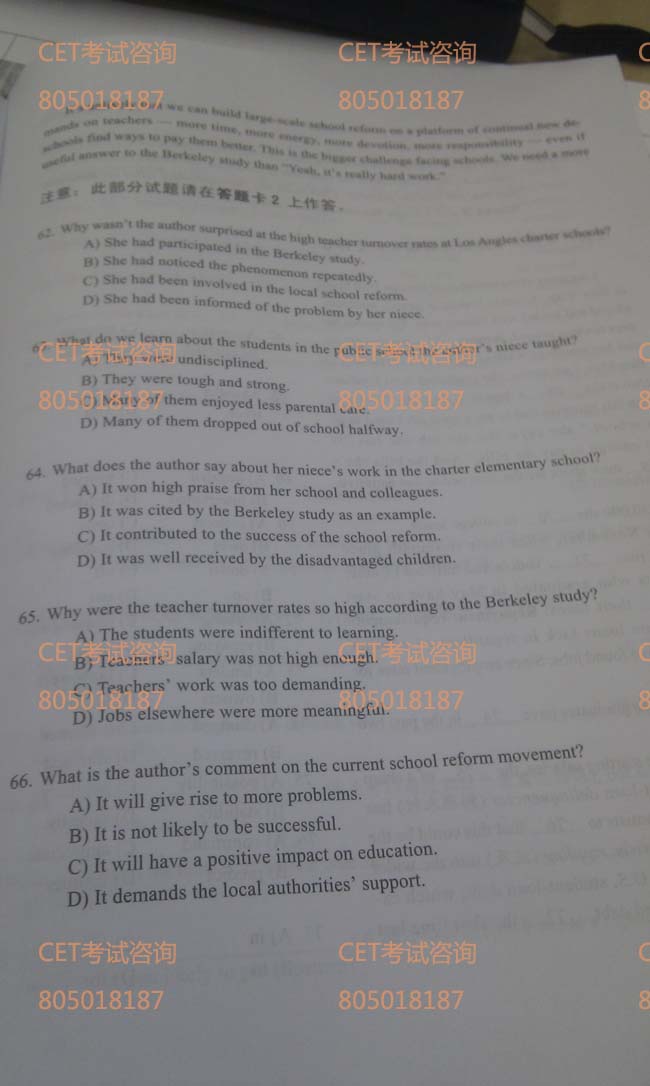 CET考试咨询 CET考试咨询 C
805018187 805018187 8
we can build large-scale school reform on a platform of continual new de-
mands on teachers — more time, more energy, more devotion, more responsibility — even if
schools find ways to pay them better. This is the bigger challenge facing schools. We need a more
useful answer to the Berkeley study than "Yeah, it's really hard work."
注意：此部分试题请在答题卡2上作答。
62. Why wasn't the author surprised at the high teacher turnover rates at Los Angles charter schools?
A) She had participated in the Berkeley study.
B) She had noticed the phenomenon repeatedly.
C) She had been involved in the local school reform.
D) She had been informed of the problem by her niece.
What do we learn about the students in the public school the author's niece taught?
CET考试咨询 CET考试咨询 C
A) They were undisciplined.
B) They were tough and strong.
805018187 805018187 8
C) Many of them enjoyed less parental care.
D) Many of them dropped out of school halfway.
64. What does the author say about her niece's work in the charter elementary school?
A) It won high praise from her school and colleagues.
B) It was cited by the Berkeley study as an example.
C) It contributed to the success of the school reform.
D) It was well received by the disadvantaged children.
65. Why were the teacher turnover rates so high according to the Berkeley study?
A) The students were indifferent to learning.
CET考试咨询 CET考试咨询 C
B) Teachers' salary was not high enough.
C) Teachers' work was too demanding.
805018187 805018187 8
D) Jobs elsewhere were more meaningful.
66. What is the author's comment on the current school reform movement?
A) It will give rise to more problems.
B) It is not likely to be successful.
C) It will have a positive impact on education.
D) It demands the local authorities' support.
CET考试咨询 CET考试咨询 C
805018187 805018187 8